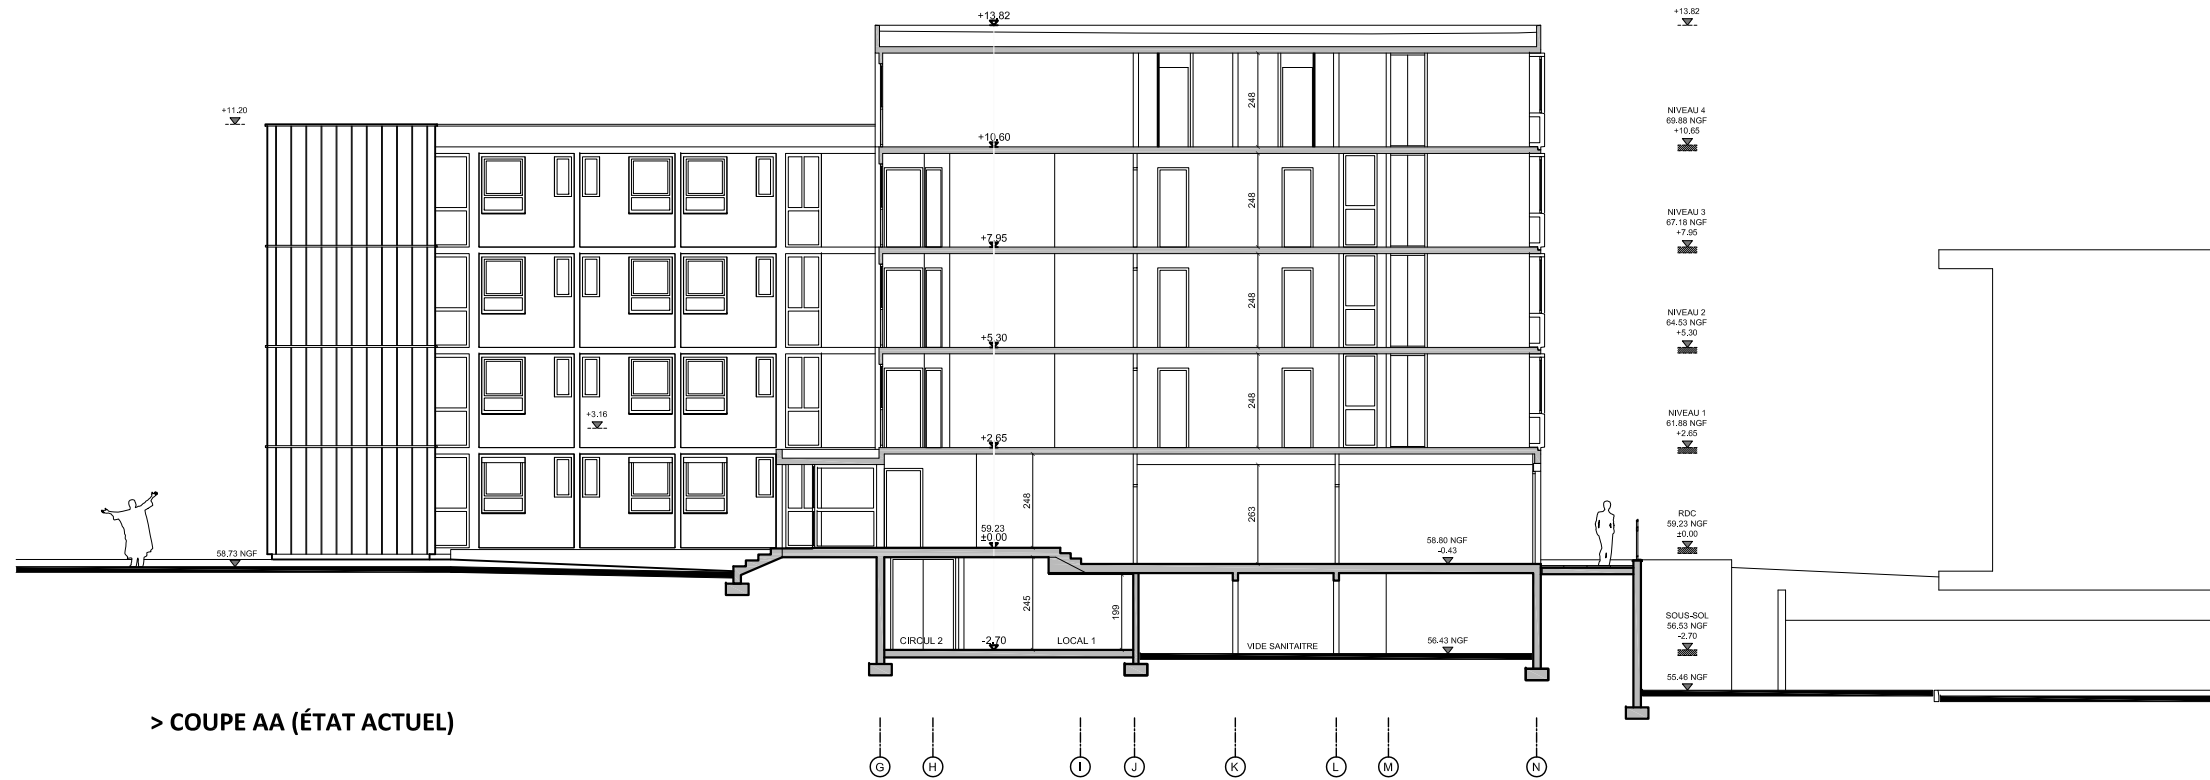 +13.82
+13.82
+11.20
NIVEAU 4
69.88 NGF
+10.65
248
+10.60
248
NIVEAU 3
67.18 NGF
+7.95
+7.95
248
NIVEAU 2
64.53 NGF
+5.30
+5.30
248
+3.16
NIVEAU 1
61.88 NGF
+2.65
+2.65
248
263
RDC
59.23 NGF
±0.00
59.23
±0.00
58.80 NGF
-0.43
58.73 NGF
245
199
CIRCUL 2
-2.70
LOCAL 1
VIDE SANITAITRE
56.43 NGF
SOUS-SOL
56.53 NGF
-2.70
55.46 NGF
> COUPE AA (ÉTAT ACTUEL)
G H I J K L M N